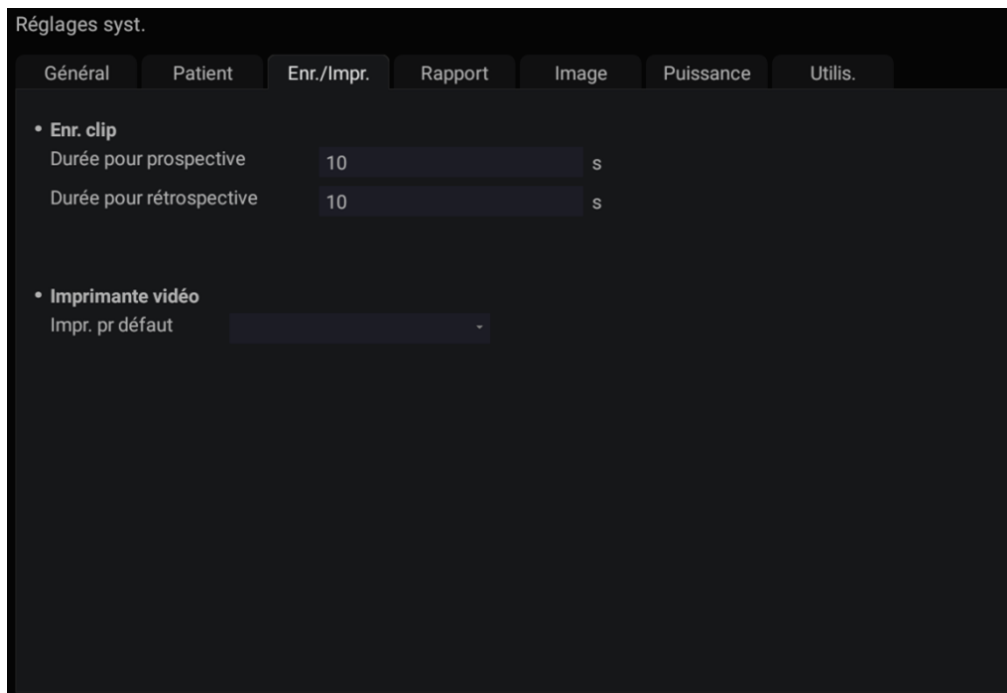 Réglages syst.
Général Patient Enr./Impr. Rapport Image Puissance Utilis.
• Enr. clip
Durée pour prospective 10 s
Durée pour rétrospective 10 s
• Imprimante vidéo
Impr. pr défaut